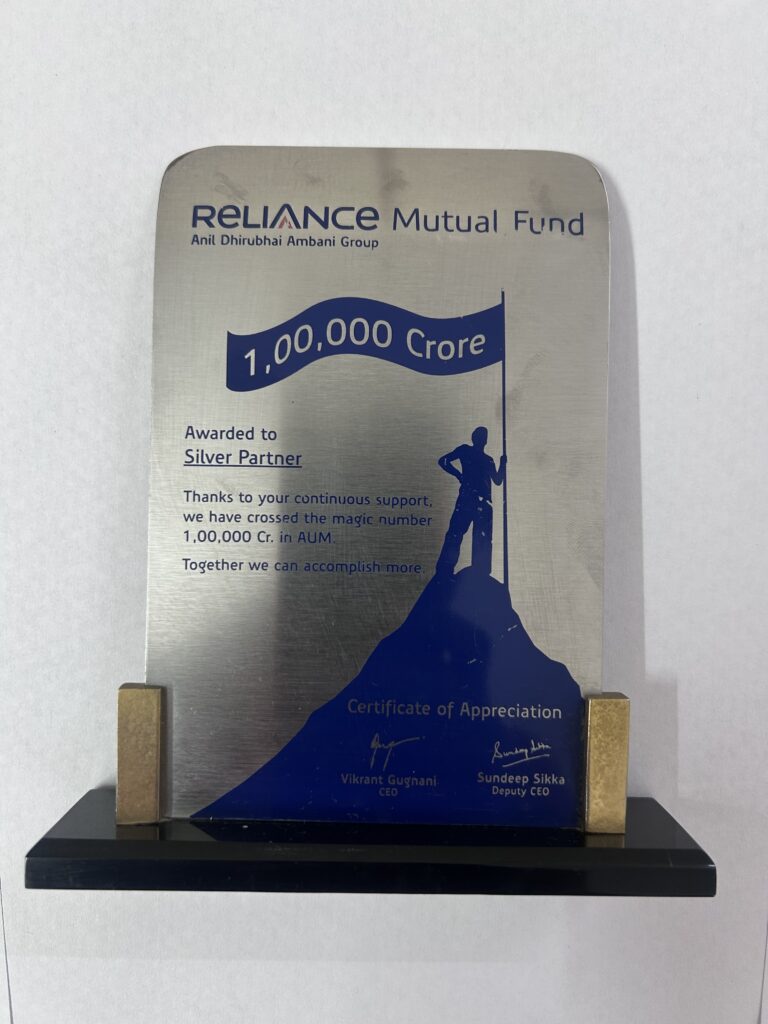 RELIANCE Mutual Fund
Anil Dhirubhai Ambani Group
1,00,000 Crore
Awarded to
Silver Partner
Thanks to your continuous support,
we have crossed the magic number
1,00,000 Cr. in AUM.
Together we can accomplish more.
Certificate of Appreciation
Sundeep Sikka
Vikrant Gugnani Sundeep Sikka
CEO Deputy CEO